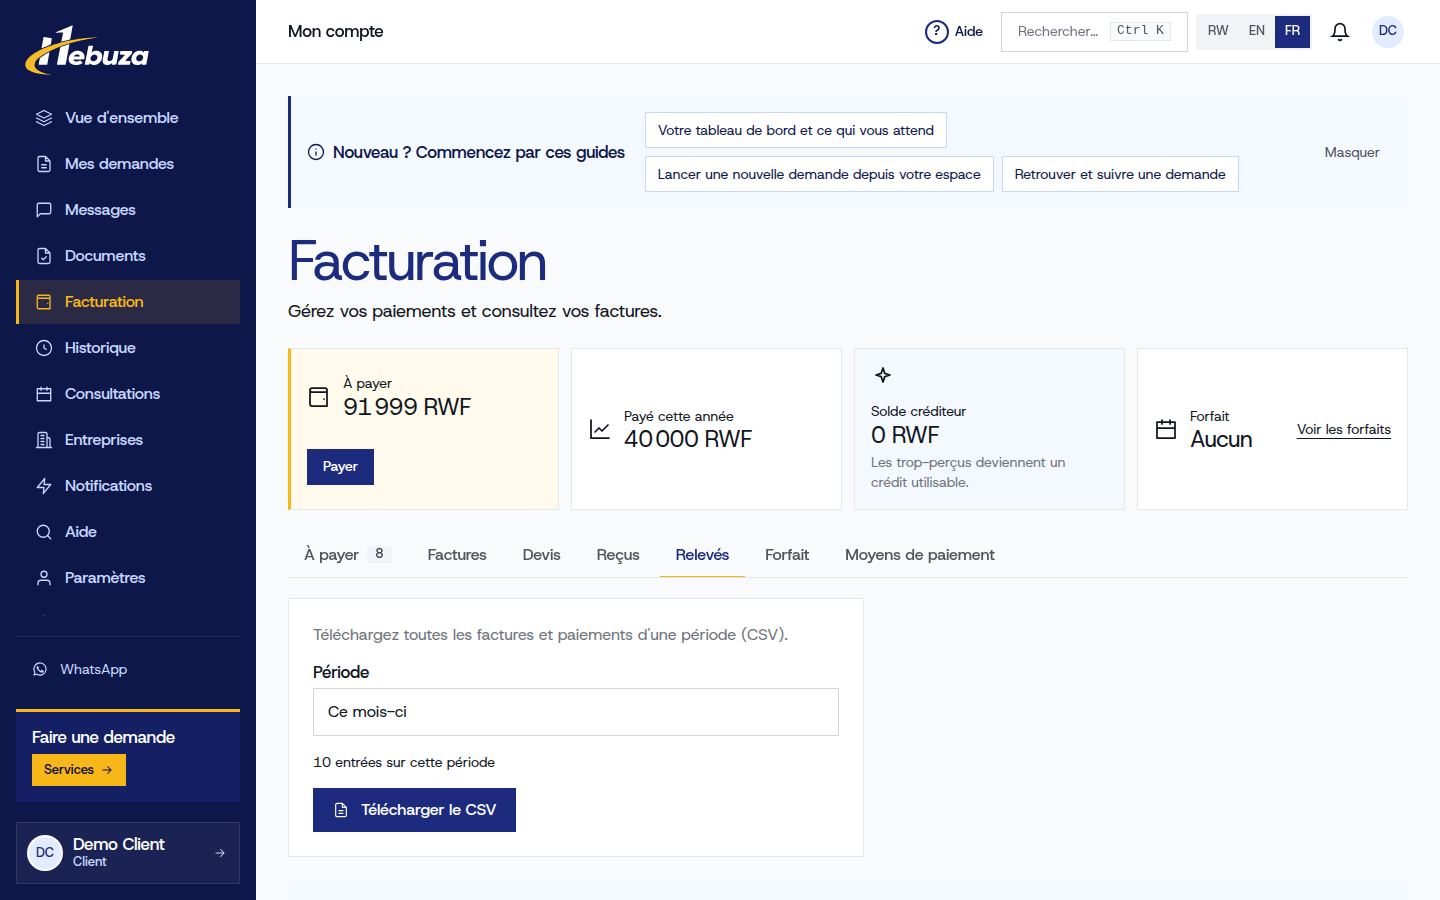 Hebuza
Vue d'ensemble
Mes demandes
Messages
Documents
Facturation
Historique
Consultations
Entreprises
Notifications
Aide
Paramètres
WhatsApp
Faire une demande
Services →
DC
Demo Client
Client
→
Mon compte
? Aide
Rechercher… Ctrl K
RW EN FR
DC
Nouveau ? Commencez par ces guides
Votre tableau de bord et ce qui vous attend
Lancer une nouvelle demande depuis votre espace
Retrouver et suivre une demande
Masquer
Facturation
Gérez vos paiements et consultez vos factures.
À payer
91 999 RWF
Payer
Payé cette année
40 000 RWF
Solde créditeur
0 RWF
Les trop-perçus deviennent un
crédit utilisable.
Forfait
Aucun
Voir les forfaits
À payer 8 Factures Devis Reçus Relevés Forfait Moyens de paiement
Téléchargez toutes les factures et paiements d'une période (CSV).
Période
Ce mois-ci
10 entrées sur cette période
Télécharger le CSV